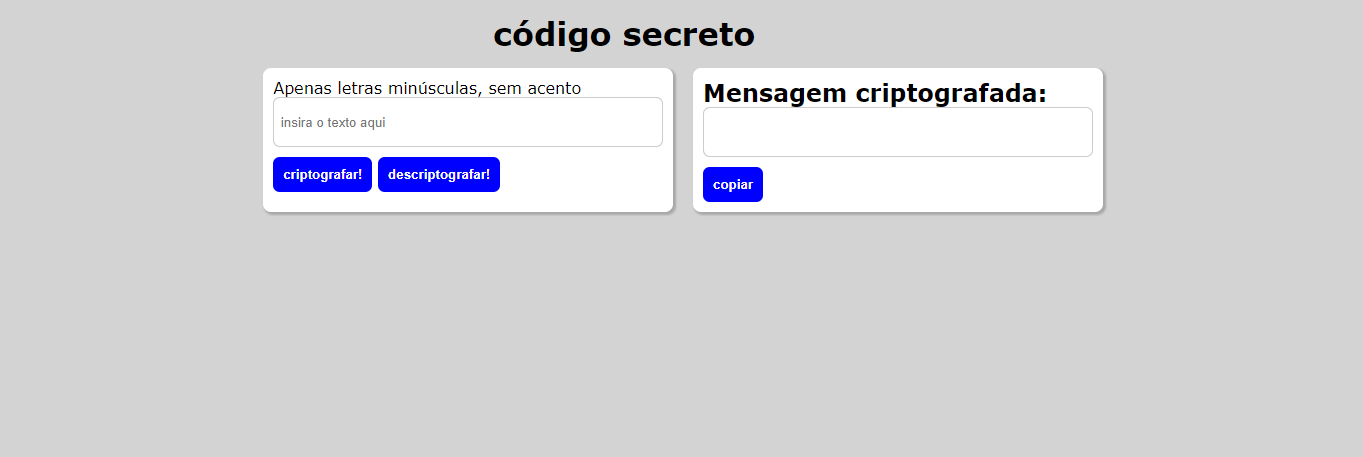 código secreto
Apenas letras minúsculas, sem acento
insira o texto aqui
criptografar! descriptografar!
Mensagem criptografada:
copiar